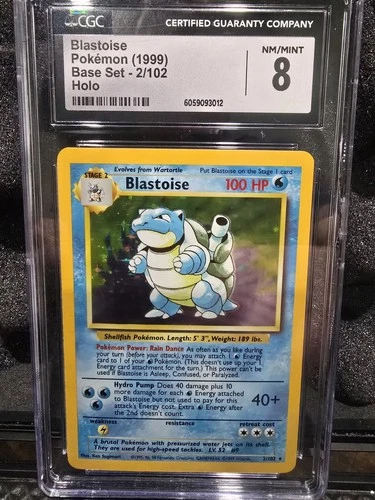 CGC
CERTIFIED GUARANTY COMPANY
Blastoise
Pokémon (1999)
Base Set - 2/102
Holo
6059093012
NM/MINT
8
STAGE 2
Evolves from Wartortle
Put Blastoise on the Stage 1 card
Blastoise
100 HP
Shellfish Pokémon. Length: 5' 3", Weight: 189 lbs.
Pokémon Power: Rain Dance As often as you like during
your turn (before your attack), you may attach 1 Energy
card to 1 of your Pokémon. (This doesn't use up your 1
Energy card attachment for the turn.) This power can't be
used if Blastoise is Asleep, Confused, or Paralyzed.
Hydro Pump Does 40 damage plus 10
more damage for each Energy attached
to Blastoise but not used to pay for this
attack's Energy cost. Extra Energy after
the 2nd doesn't count.
40+
weakness
resistance
retreat cost
A brutal Pokémon with pressurized water jets on its shell.
They are used for high-speed tackles. LV. 52 #9
Illus. Ken Sugimori
2/102